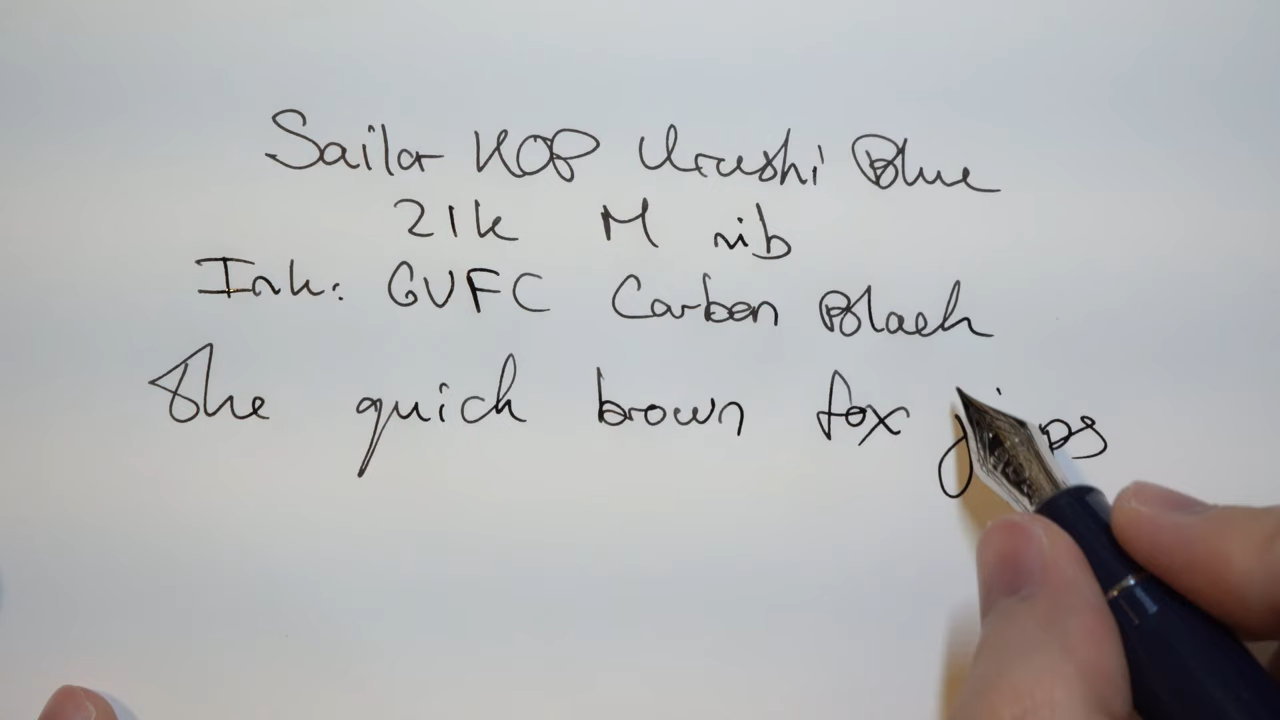 Sailor KOP Urushi Blue
21k M nib
Ink: GVFC Carbon Black
The quick brown fox